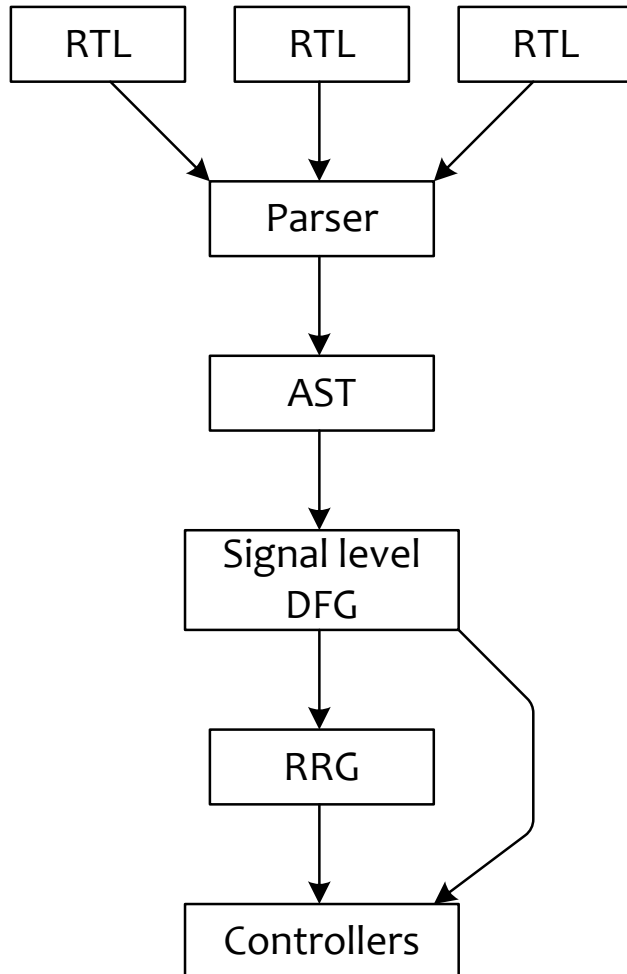 RTL
RTL
RTL
Parser
AST
Signal level
DFG
RRG
Controllers